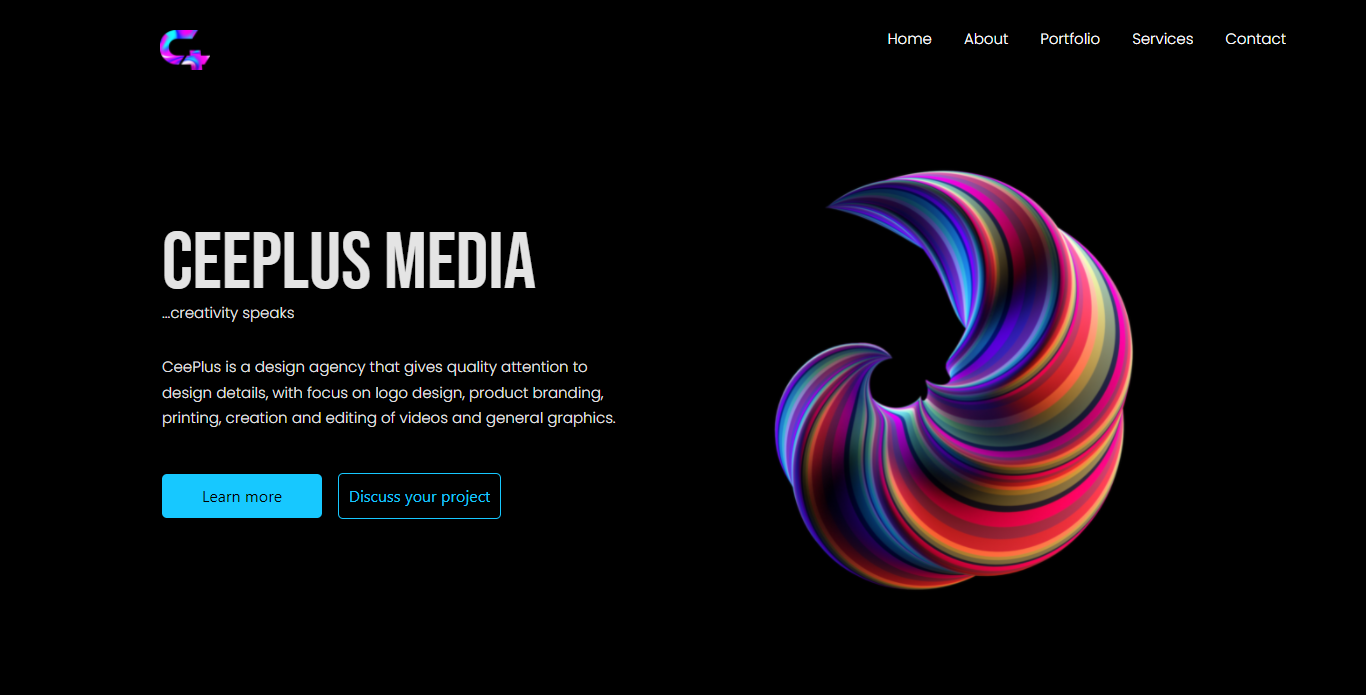 C+
Home About Portfolio Services Contact
CEEPLUS MEDIA
...creativity speaks
CeePlus is a design agency that gives quality attention to
design details, with focus on logo design, product branding,
printing, creation and editing of videos and general graphics.
Learn more Discuss your project